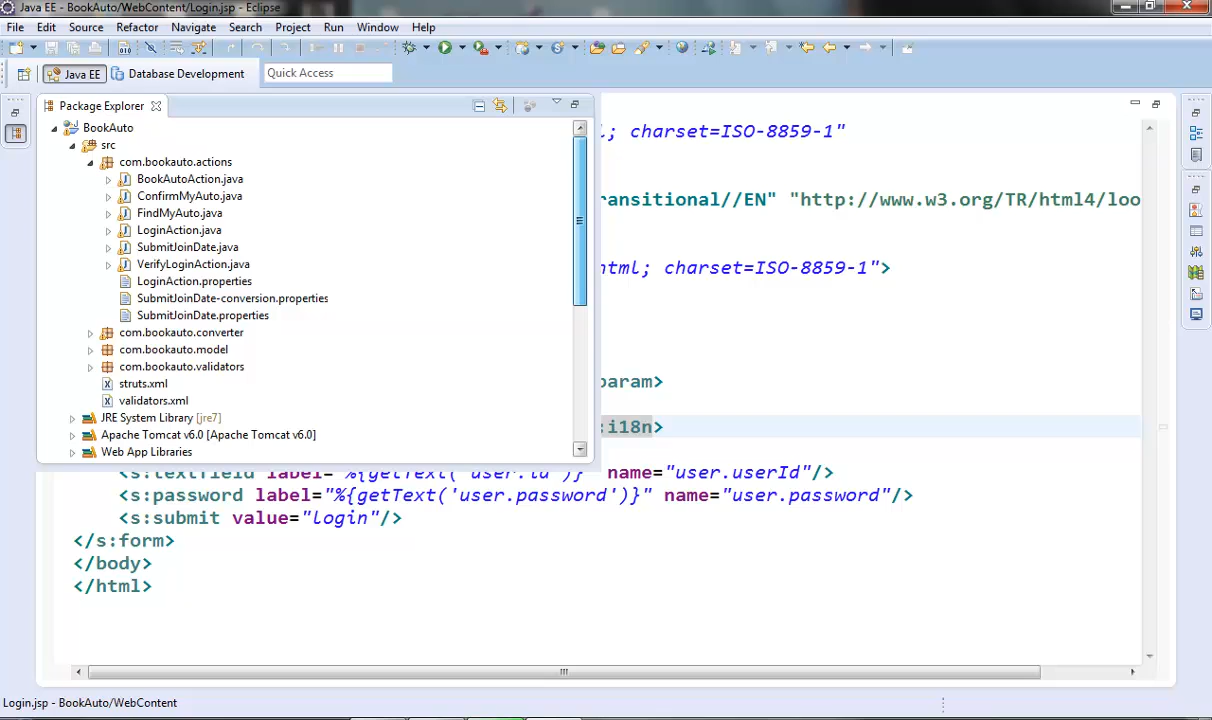 Java EE - BookAuto/WebContent/Login.jsp - Eclipse
File Edit Source Refactor Navigate Search Project Run Window Help
Java EE Database Development Quick Access
Package Explorer
BookAuto
src
com.bookauto.actions
BookAutoAction.java
ConfirmMyAuto.java
FindMyAuto.java
LoginAction.java
SubmitJoinDate.java
VerifyLoginAction.java
LoginAction.properties
SubmitJoinDate-conversion.properties
SubmitJoinDate.properties
com.bookauto.converter
com.bookauto.model
com.bookauto.validators
struts.xml
validators.xml
JRE System Library [jre7]
Apache Tomcat v6.0 [Apache Tomcat v6.0]
Web App Libraries
; charset=ISO-8859-1"
ransitional//EN" "http://www.w3.org/TR/html4/loo
html; charset=ISO-8859-1">
param>
:i18n>
<s:textfield label="%{getText('user.id')}" name="user.userId"/>
<s:password label="%{getText('user.password')}" name="user.password"/>
<s:submit value="login"/>
</s:form>
</body>
</html>
Login.jsp - BookAuto/WebContent